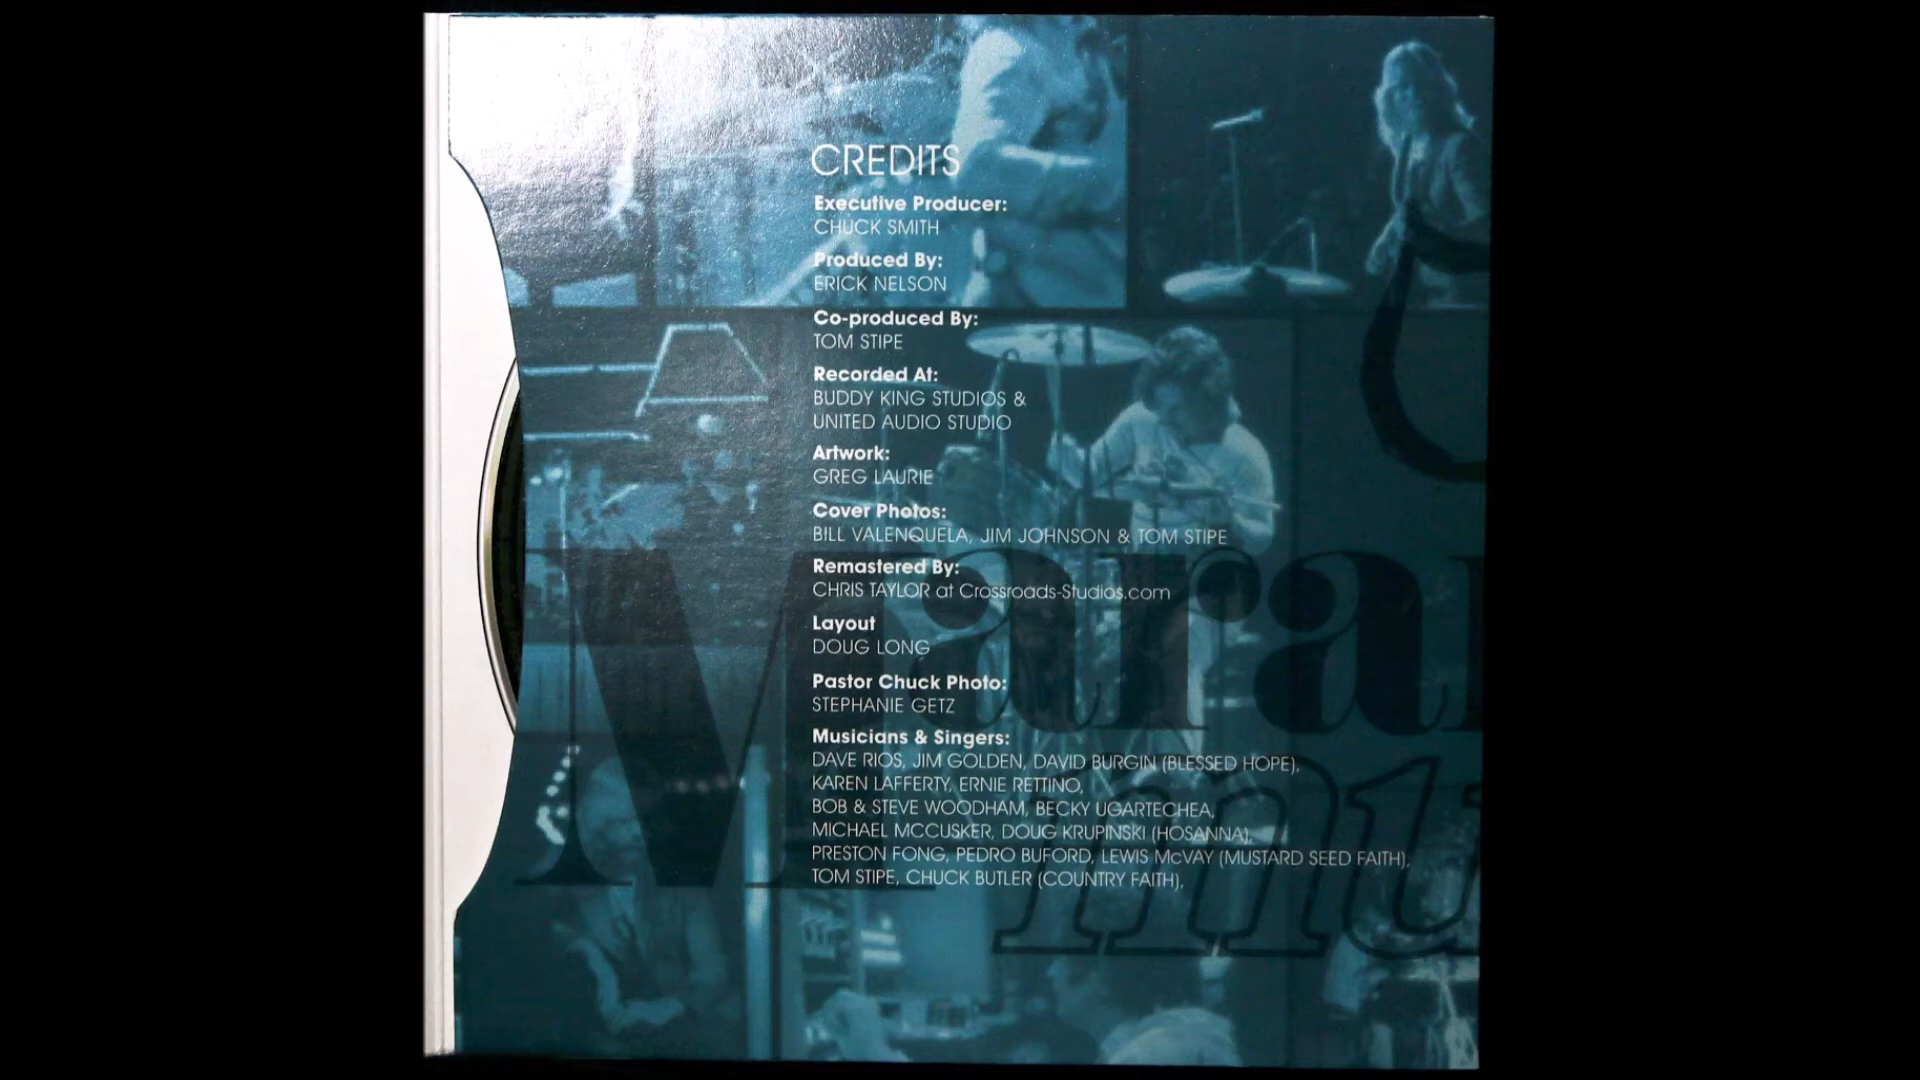 CREDITS
Executive Producer:
CHUCK SMITH
Produced By:
ERICK NELSON
Co-produced By:
TOM STIPE
Recorded At:
BUDDY KING STUDIOS &
UNITED AUDIO STUDIO
Artwork:
GREG LAURIE
Cover Photos:
BILL VALENQUELA, JIM JOHNSON & TOM STIPE
Remastered By:
CHRIS TAYLOR at Crossroads-Studios.com
Layout
DOUG LONG
Pastor Chuck Photo:
STEPHANIE GETZ
Musicians & Singers:
DAVE RIOS, JIM GOLDEN, DAVID BURGIN (BLESSED HOPE),
KAREN LAFFERTY, ERNIE RETTINO,
BOB & STEVE WOODHAM, BECKY UGARTECHEA,
MICHAEL MCCUSKER, DOUG KRUPINSKI (HOSANNA),
PRESTON FONG, PEDRO BUFORD, LEWIS McVAY (MUSTARD SEED FAITH),
TOM STIPE, CHUCK BUTLER (COUNTRY FAITH),
Mara
mu